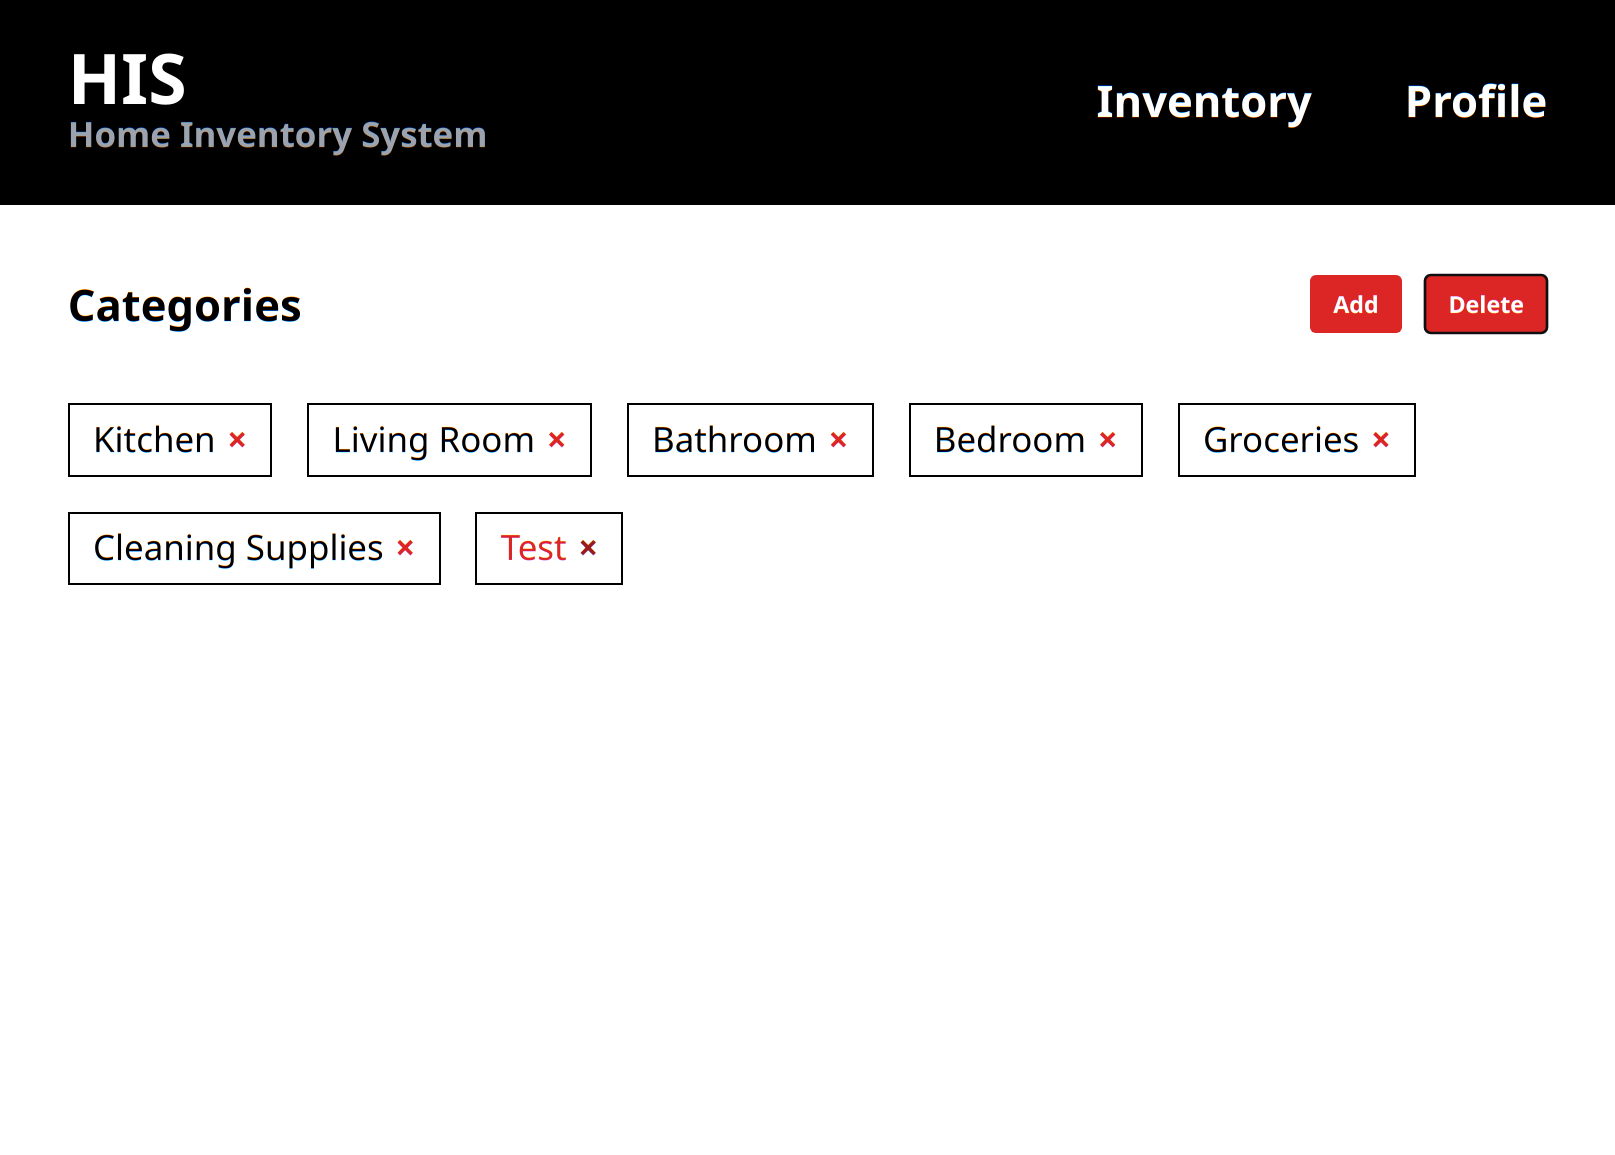 HIS
Home Inventory System
Inventory Profile
Categories
Add Delete
Kitchen × Living Room × Bathroom × Bedroom × Groceries ×
Cleaning Supplies × Test ×